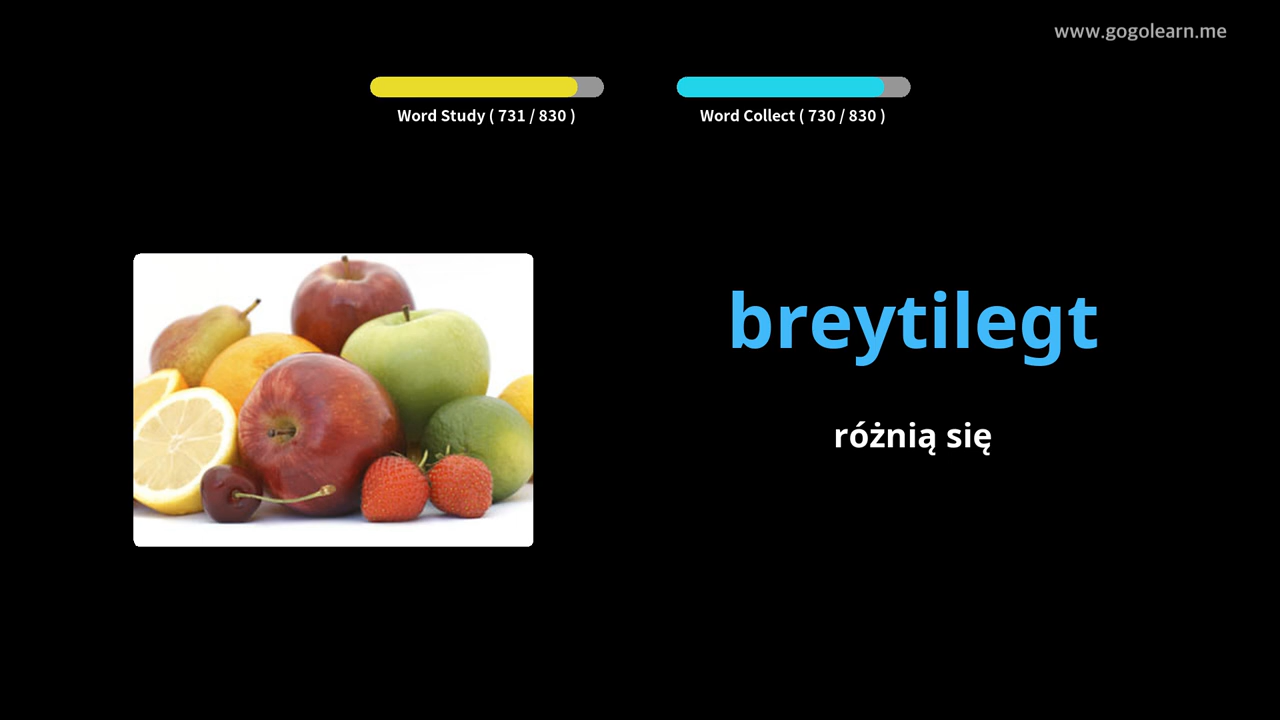 www.gogolearn.me
Word Study ( 731 / 830 )
Word Collect ( 730 / 830 )
breytilegt
różnią się